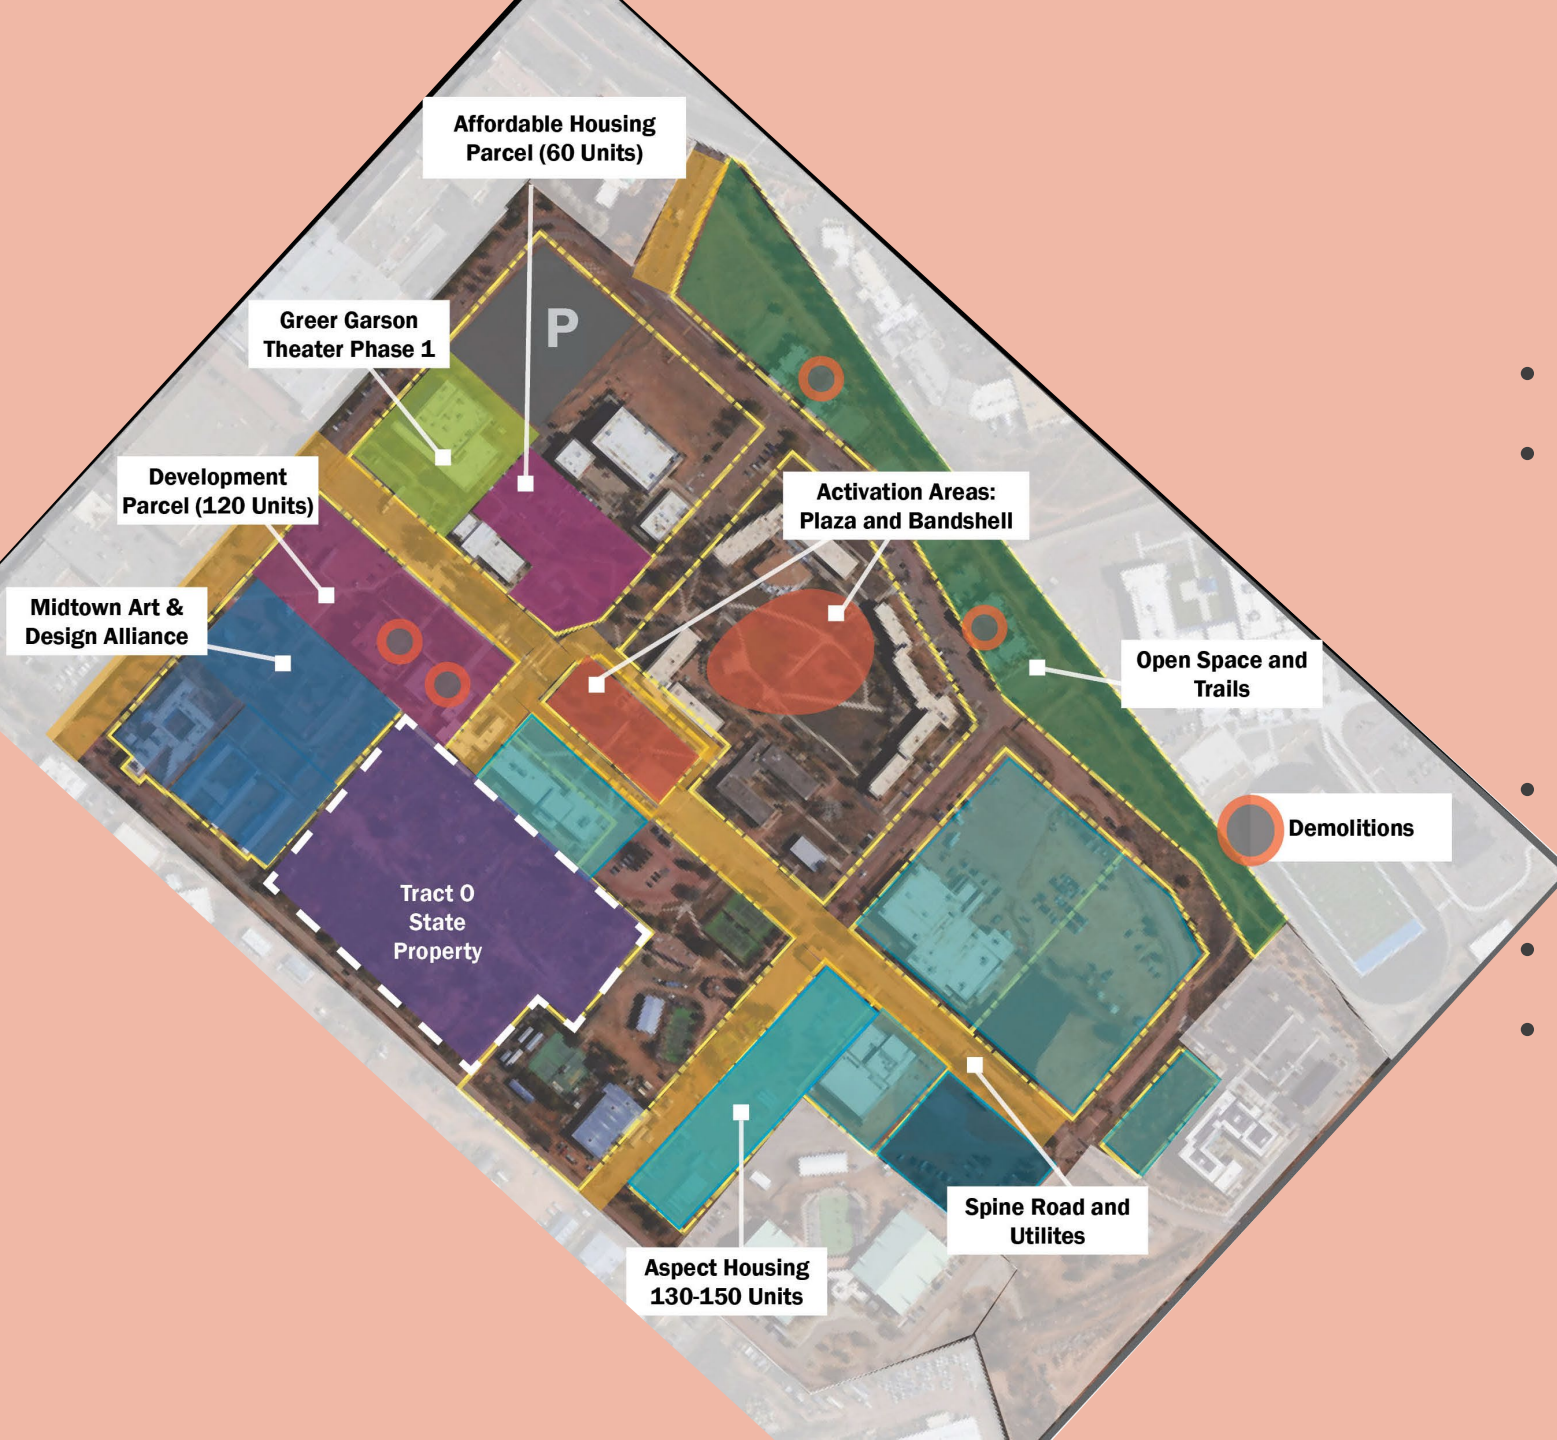 Affordable Housing
Parcel (60 Units)
P
Greer Garson
Theater Phase 1
Development
Parcel (120 Units)
Activation Areas:
Plaza and Bandshell
Midtown Art &
Design Alliance
Open Space and
Trails
Demolitions
Tract O
State
Property
Spine Road and
Utilites
Aspect Housing
130-150 Units